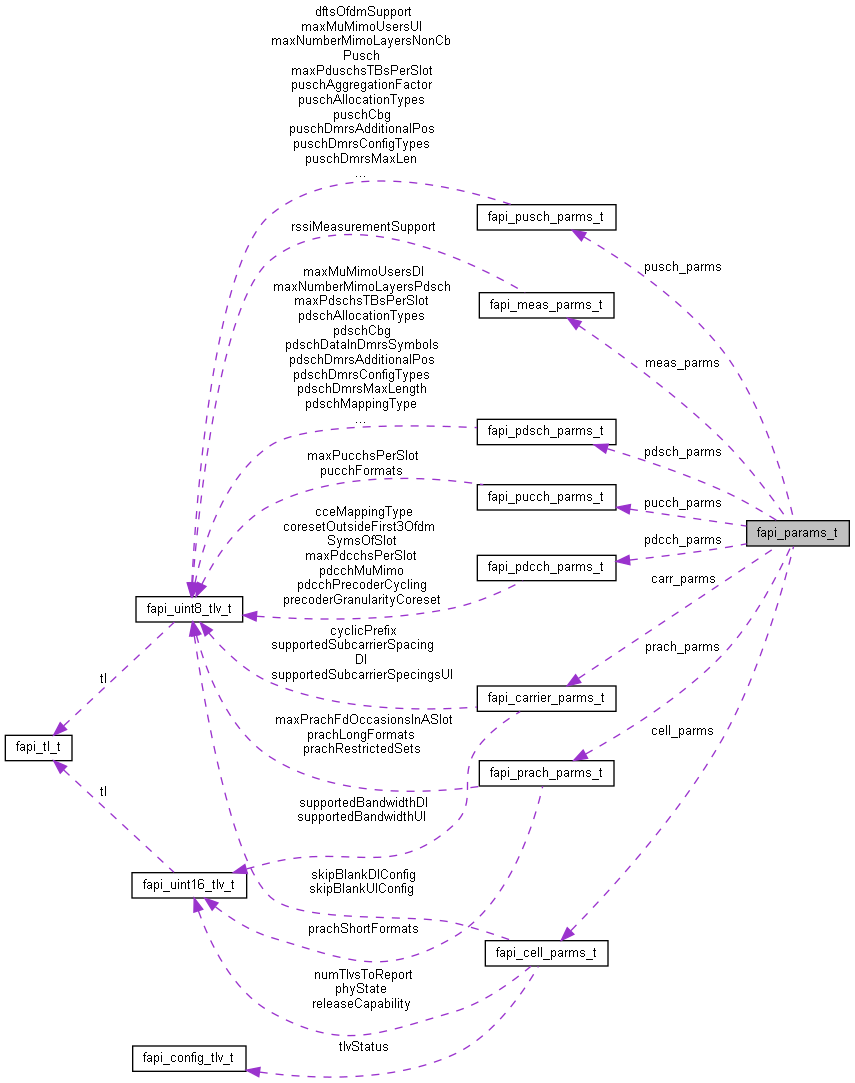 dftsOfdmSupport
maxMuMimoUsersUl
maxNumberMimoLayersNonCb
Pusch
maxPduschsTBsPerSlot
puschAggregationFactor
puschAllocationTypes
puschCbg
puschDmrsAdditionalPos
puschDmrsConfigTypes
puschDmrsMaxLen
...
fapi_pusch_parms_t
rssiMeasurementSupport
pusch_parms
maxMuMimoUsersDl
maxNumberMimoLayersPdsch
maxPdschsTBsPerSlot
pdschAllocationTypes
pdschCbg
pdschDataInDmrsSymbols
pdschDmrsAdditionalPos
pdschDmrsConfigTypes
pdschDmrsMaxLength
pdschMappingType
...
fapi_meas_parms_t
meas_parms
fapi_pdsch_parms_t
pdsch_parms
maxPucchsPerSlot
pucchFormats
fapi_pucch_parms_t
pucch_parms
cceMappingType
coresetOutsideFirst3Ofdm
SymsOfSlot
maxPdcchsPerSlot
pdcchMuMimo
pdcchPrecoderCycling
precoderGranularityCoreset
fapi_params_t
pdcch_parms
fapi_pdcch_parms_t
carr_parms
fapi_uint8_tlv_t
cyclicPrefix
supportedSubcarrierSpacing
Dl
supportedSubcarrierSpecingsUl
prach_parms
tl
fapi_carrier_parms_t
maxPrachFdOccasionsInASlot
prachLongFormats
prachRestrictedSets
cell_parms
fapi_tl_t
fapi_prach_parms_t
tl
supportedBandwidthDl
supportedBandwidthUl
fapi_uint16_tlv_t
skipBlankDlConfig
skipBlankUlConfig
prachShortFormats
fapi_cell_parms_t
numTlvsToReport
phyState
releaseCapability
tlvStatus
fapi_config_tlv_t